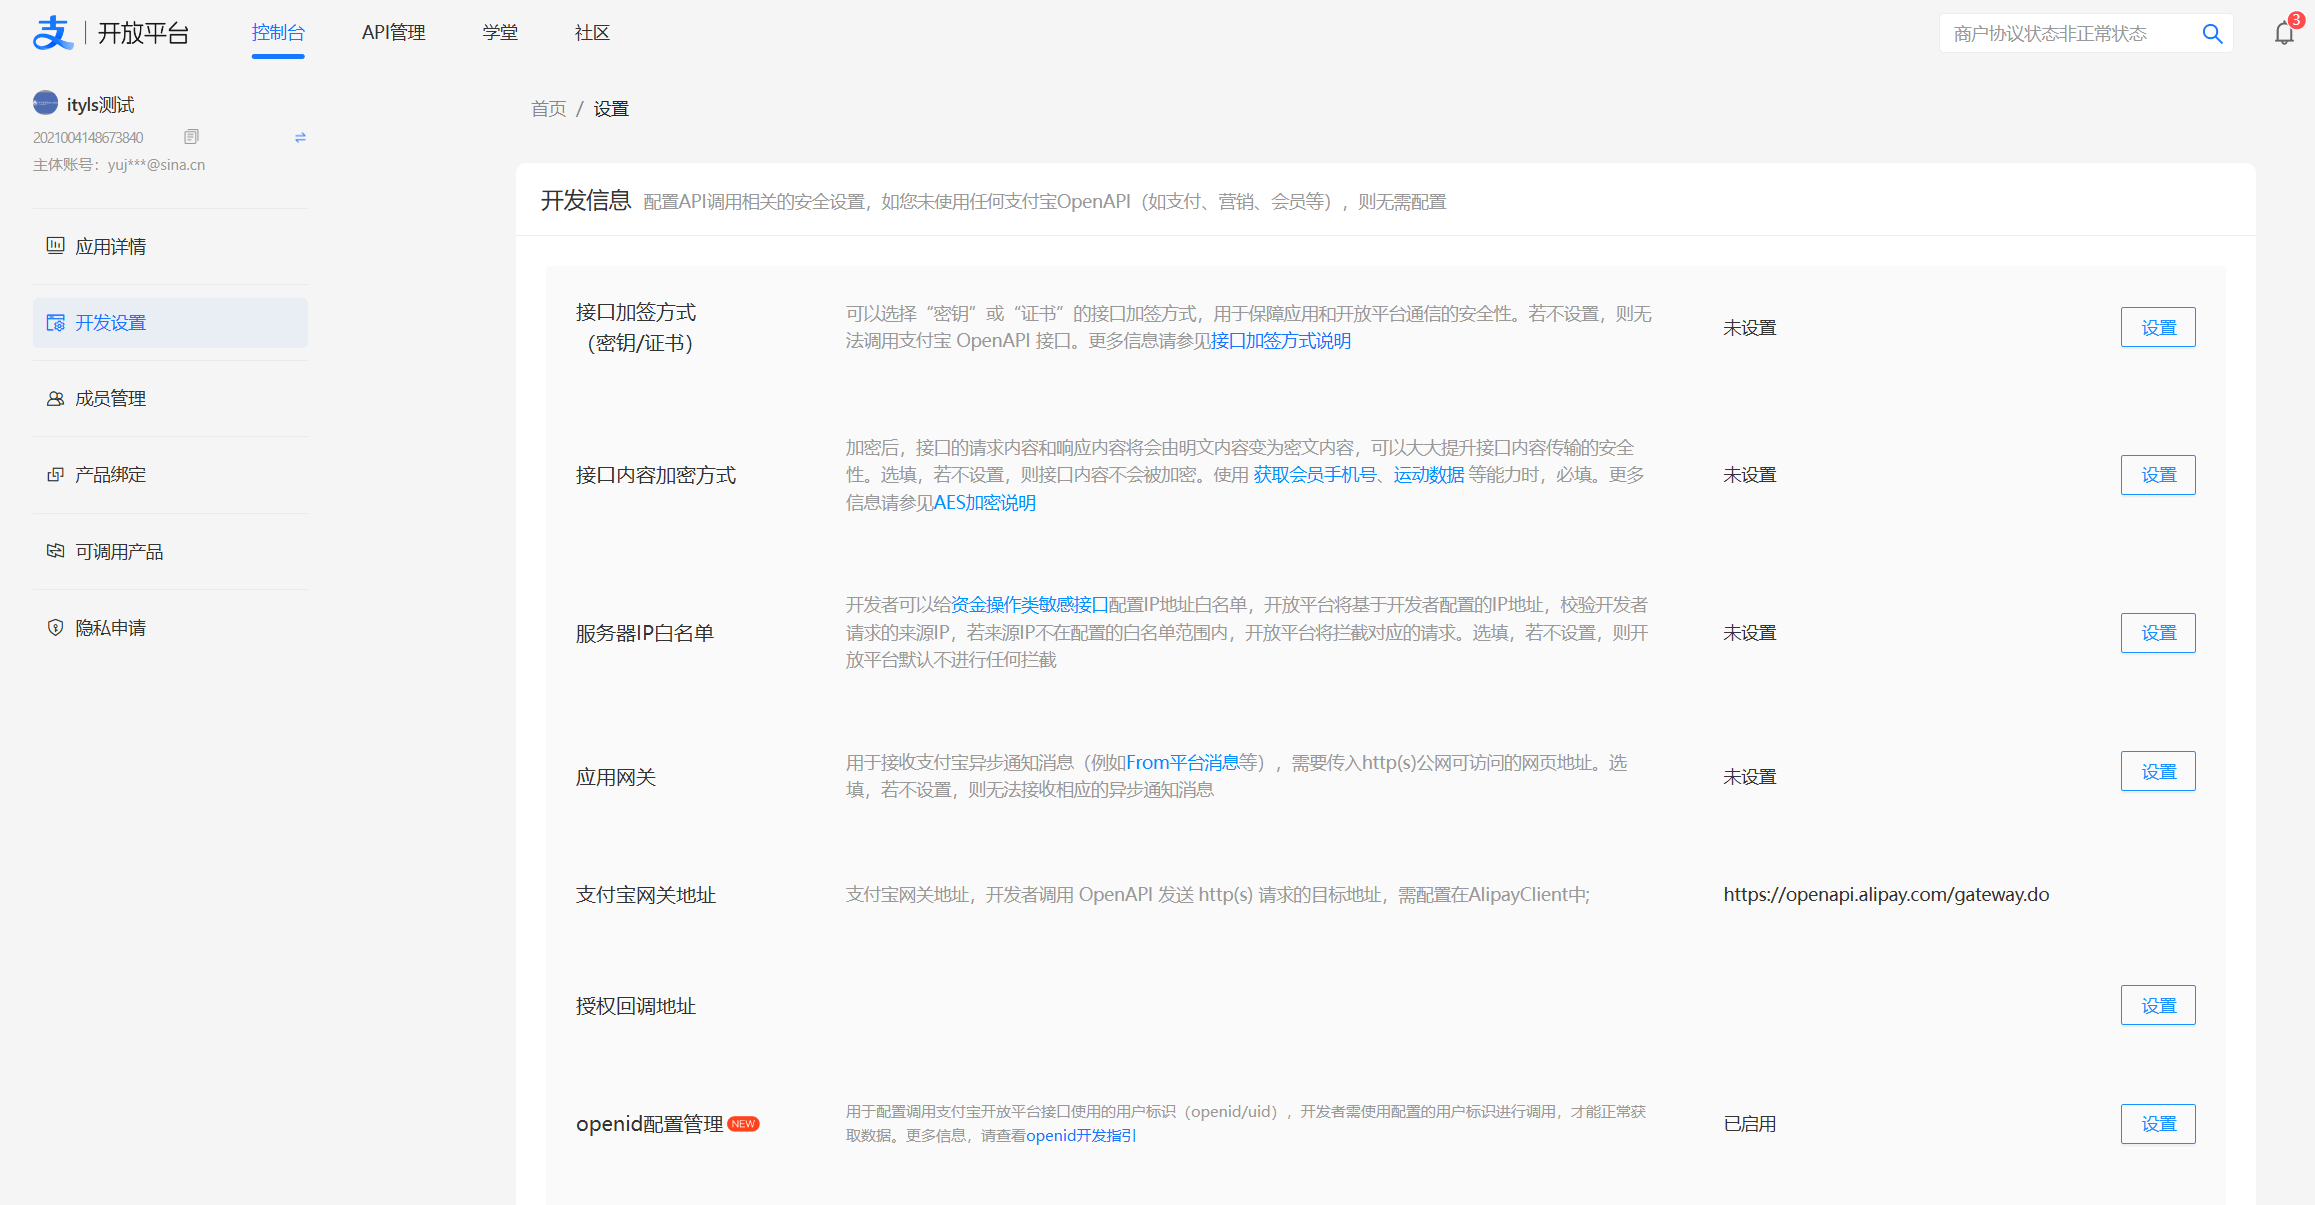 支 开放平台 控制台 API管理 学堂 社区 商户协议状态非正常状态 3
ityls测试
2021004148673840
主体账号：yuj***@sina.cn
应用详情
开发设置
成员管理
产品绑定
可调用产品
隐私申请
首页 / 设置
开发信息 配置API调用相关的安全设置，如您未使用任何支付宝OpenAPI（如支付、营销、会员等），则无需配置
接口加签方式
（密钥/证书）
可以选择“密钥”或“证书”的接口加签方式，用于保障应用和开放平台通信的安全性。若不设置，则无
法调用支付宝 OpenAPI 接口。更多信息请参见接口加签方式说明
未设置
设置
接口内容加密方式
加密后，接口的请求内容和响应内容将会由明文内容变为密文内容，可以大大提升接口内容传输的安全
性。选填，若不设置，则接口内容不会被加密。使用 获取会员手机号、运动数据 等能力时，必填。更多
信息请参见AES加密说明
未设置
设置
服务器IP白名单
开发者可以给资金操作类敏感接口配置IP地址白名单，开放平台将基于开发者配置的IP地址，校验开发者
请求的来源IP，若来源IP不在配置的白名单范围内，开放平台将拦截对应的请求。选填，若不设置，则开
放平台默认不进行任何拦截
未设置
设置
应用网关
用于接收支付宝异步通知消息（例如From平台消息等），需要传入http(s)公网可访问的网页地址。选
填，若不设置，则无法接收相应的异步通知消息
未设置
设置
支付宝网关地址
支付宝网关地址，开发者调用 OpenAPI 发送 http(s) 请求的目标地址，需配置在AlipayClient中;
https://openapi.alipay.com/gateway.do
授权回调地址
设置
openid配置管理 NEW
用于配置调用支付宝开放平台接口使用的用户标识（openid/uid），开发者需使用配置的用户标识进行调用，才能正常获
取数据。更多信息，请查看openid开发指引
已启用
设置